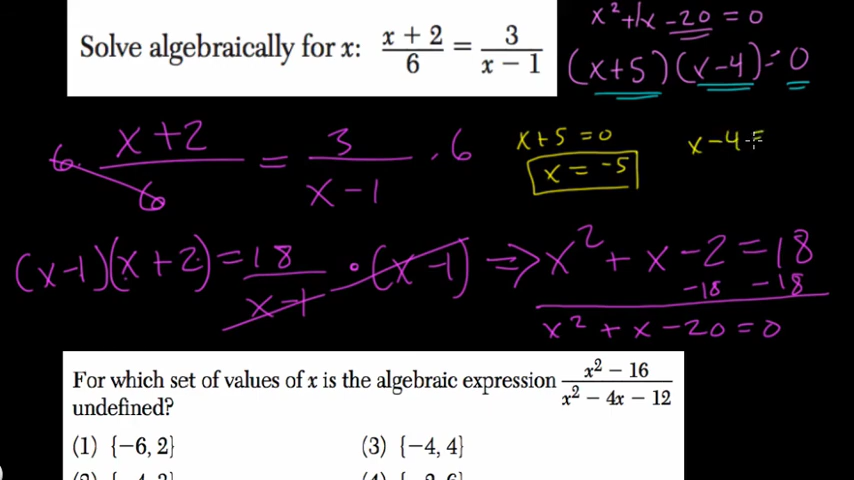 Solve algebraically for x: (x + 2)/6 = 3/(x − 1)
x² + 1x − 20 = 0
(x+5)(x−4) = 0
6 · (x+2)/6 = 3/(x−1) · 6
x+5 = 0
x = −5
x−4 =
(x−1)(x+2) = 18/(x−1) · (x−1) ⇒ x² + x − 2 = 18
−18 −18
x² + x − 20 = 0
For which set of values of x is the algebraic expression (x² − 16)/(x² − 4x − 12)
undefined?
(1) {−6, 2}
(3) {−4, 4}